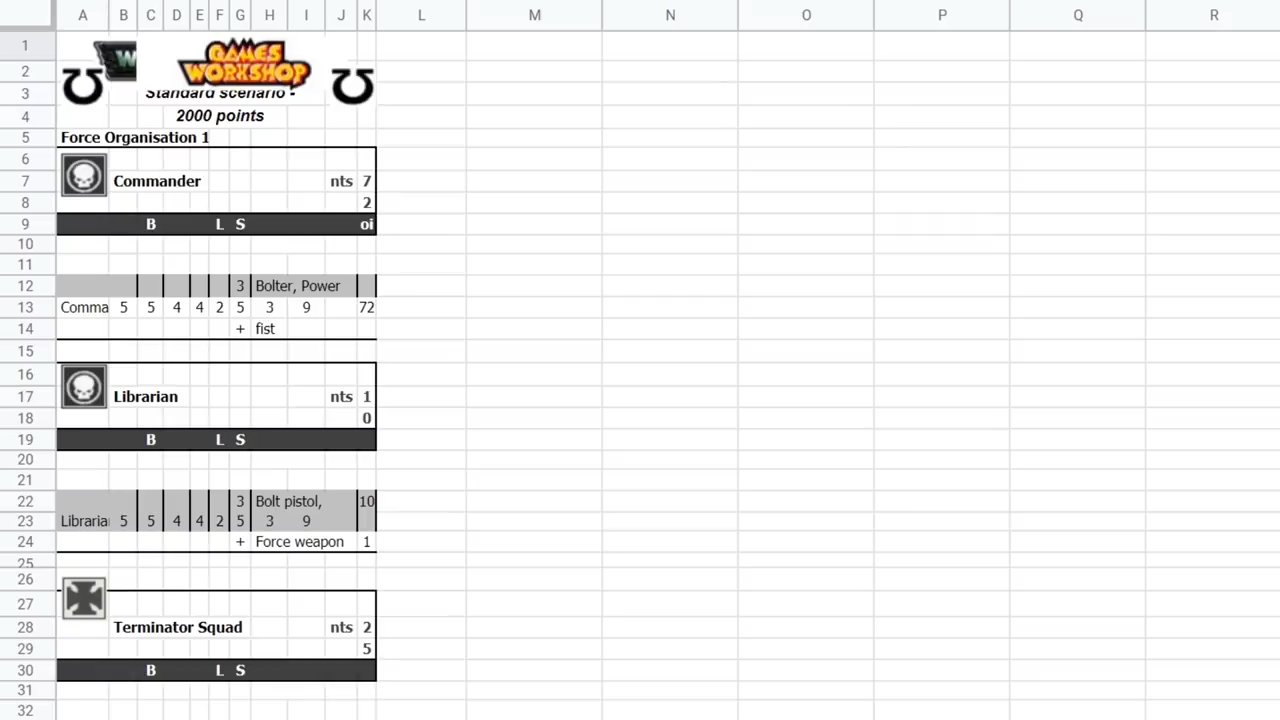 A B C D E F G H I J K L M N O P Q R
1
2 W GAMES WORKSHOP
3 Standard scenario -
4 2000 points
5 Force Organisation 1
6
7 Commander nts 7
8 2
9 B L S oi
10
11
12 3 Bolter, Power
13 Comma 5 5 4 4 2 5 3 9 72
14 + fist
15
16
17 Librarian nts 1
18 0
19 B L S
20
21
22 3 Bolt pistol, 10
23 Libraria 5 5 4 4 2 5 3 9
24 + Force weapon 1
25
26
27
28 Terminator Squad nts 2
29 5
30 B L S
31
32